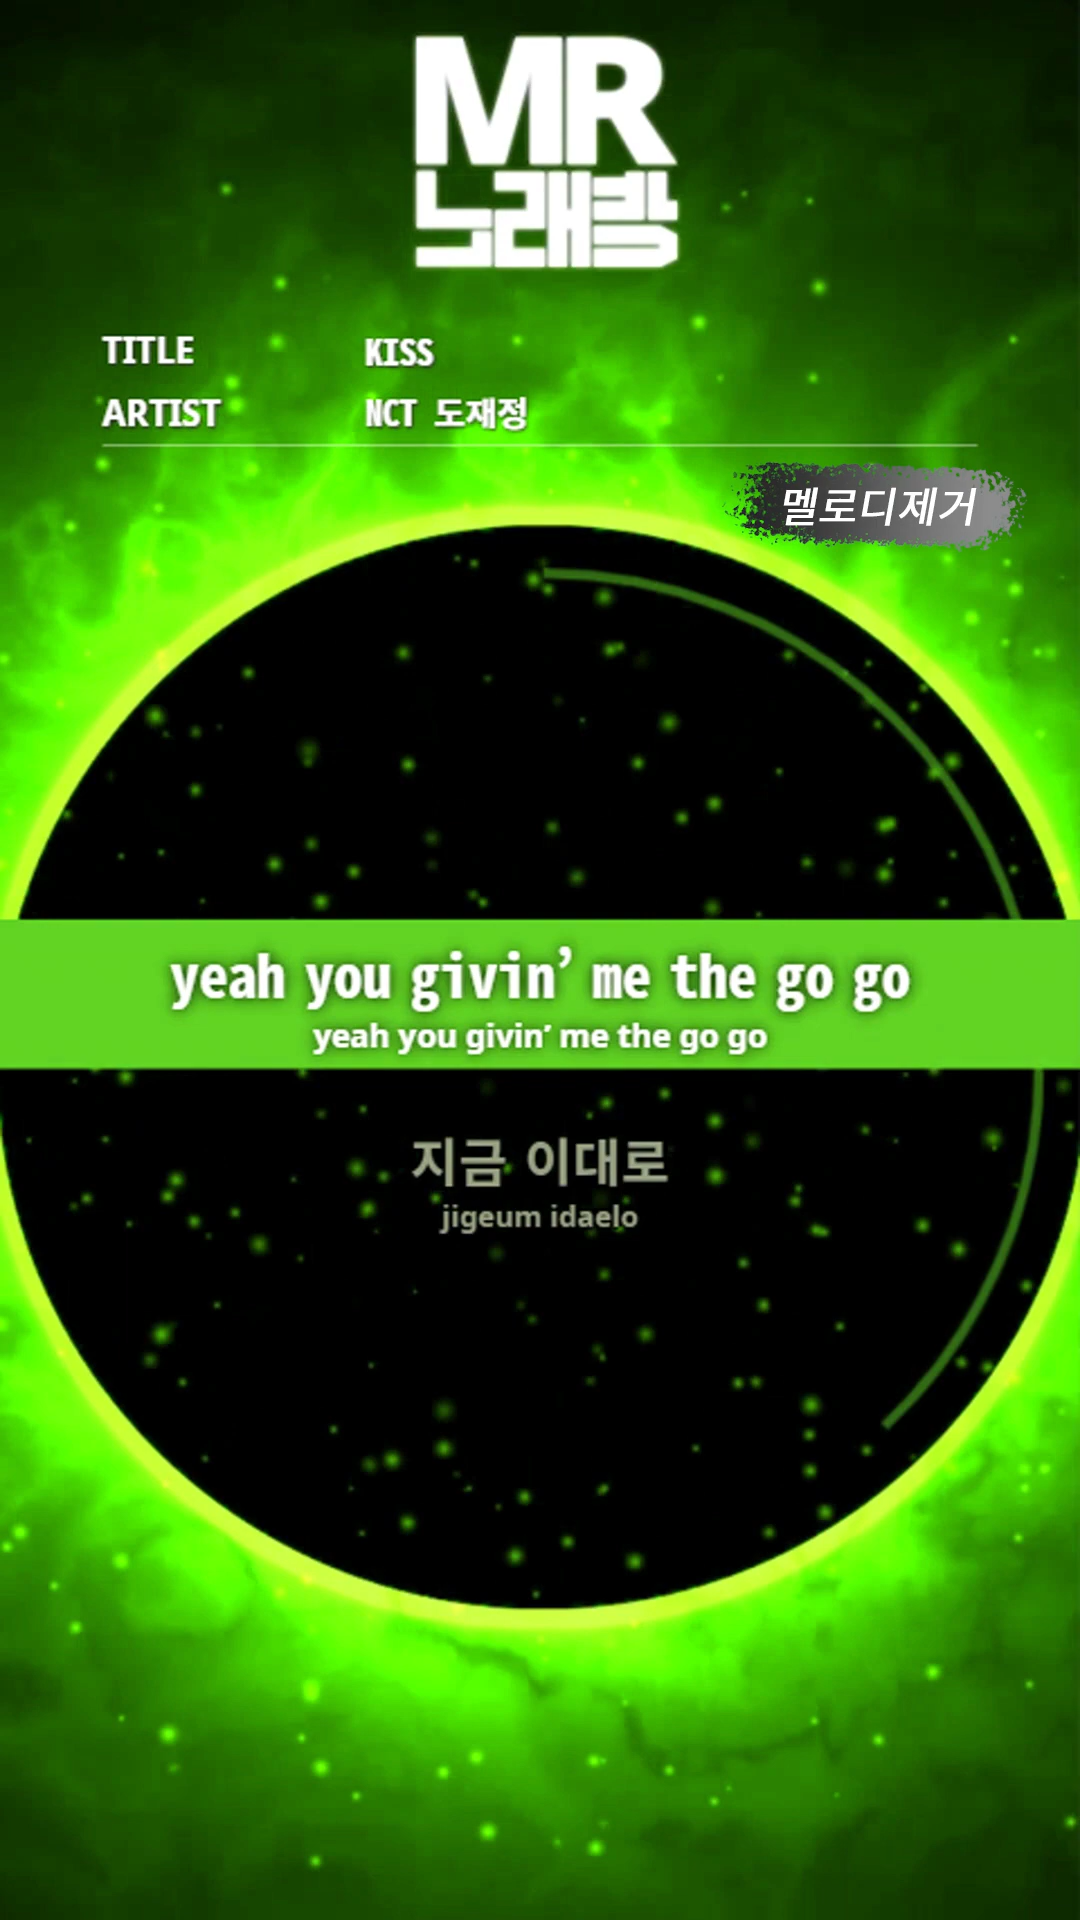 MR
노래방
TITLE KISS
ARTIST NCT 도재정
멜로디제거
yeah you givin’ me the go go
yeah you givin’ me the go go
지금 이대로
jigeum idaelo